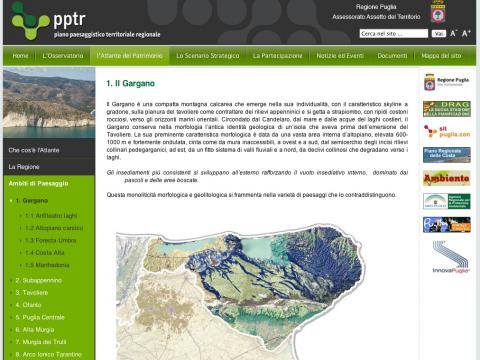 pptr
piano paesaggistico territoriale regionale
Regione Puglia
Assessorato Assetto del Territorio
Cerca nel sito ...
Vai
A- A+
Home
L'Osservatorio
l'Atlante del Patrimonio
Lo Scenario Strategico
La Partecipazione
Notizie ed Eventi
Documenti
Mappa del sito
Che cos'è l'Atlante
La Regione
Ambiti di Paesaggio
1. Gargano
1.1 Anfiteatro laghi
1.2 Altopiano carsico
1.3 Foresta Umbra
1.4 Costa Alta
1.5 Manfredonia
2. Subappennino
3. Tavoliere
4. Ofanto
5. Puglia Centrale
6. Alta Murgia
7. Murgia dei Trulli
8. Arco Ionico Tarantino
1. Il Gargano
Il Gargano è una compatta montagna calcarea che emerge nella sua individualità, con il caratteristico skyline a
gradone, sulla pianura del tavoliere come contraltare dei rilievi appenninici e si getta a strapiombo, con ripidi costoni
rocciosi, verso gli orizzonti marini orientali. Circondato dal Candelaro, dal mare e dalle acque dei laghi costieri, il
Gargano conserva nella morfologia l'antica identità geologica di un'isola che aveva prima dell'emersione del
Tavoliere. La sua prominente caratteristica morfologica è data da una vasta area interna d'altopiano, elevata 600-
1000 m e fortemente ondulata, cinta come da mura inaccessibili, a ovest e a sud, dal semicerchio degli incisi rilievi
collinari pedegarganici, ad est, da un fitto sistema di valli fluviali e a nord, da declivi collinosi che degradano verso i
laghi.
Gli insediamenti più consistenti si sviluppano all'esterno rafforzando il vuoto insediativo interno, dominato dai
pascoli e dalle aree boscate.
Questa monoliticità morfologica e geolitologica si frammenta nella varietà di paesaggi che lo contraddistinguono.
Regione Puglia
DRAG
sit
puglia.con
Piano Regionale
delle Coste
Ambiente
InnovaPuglia